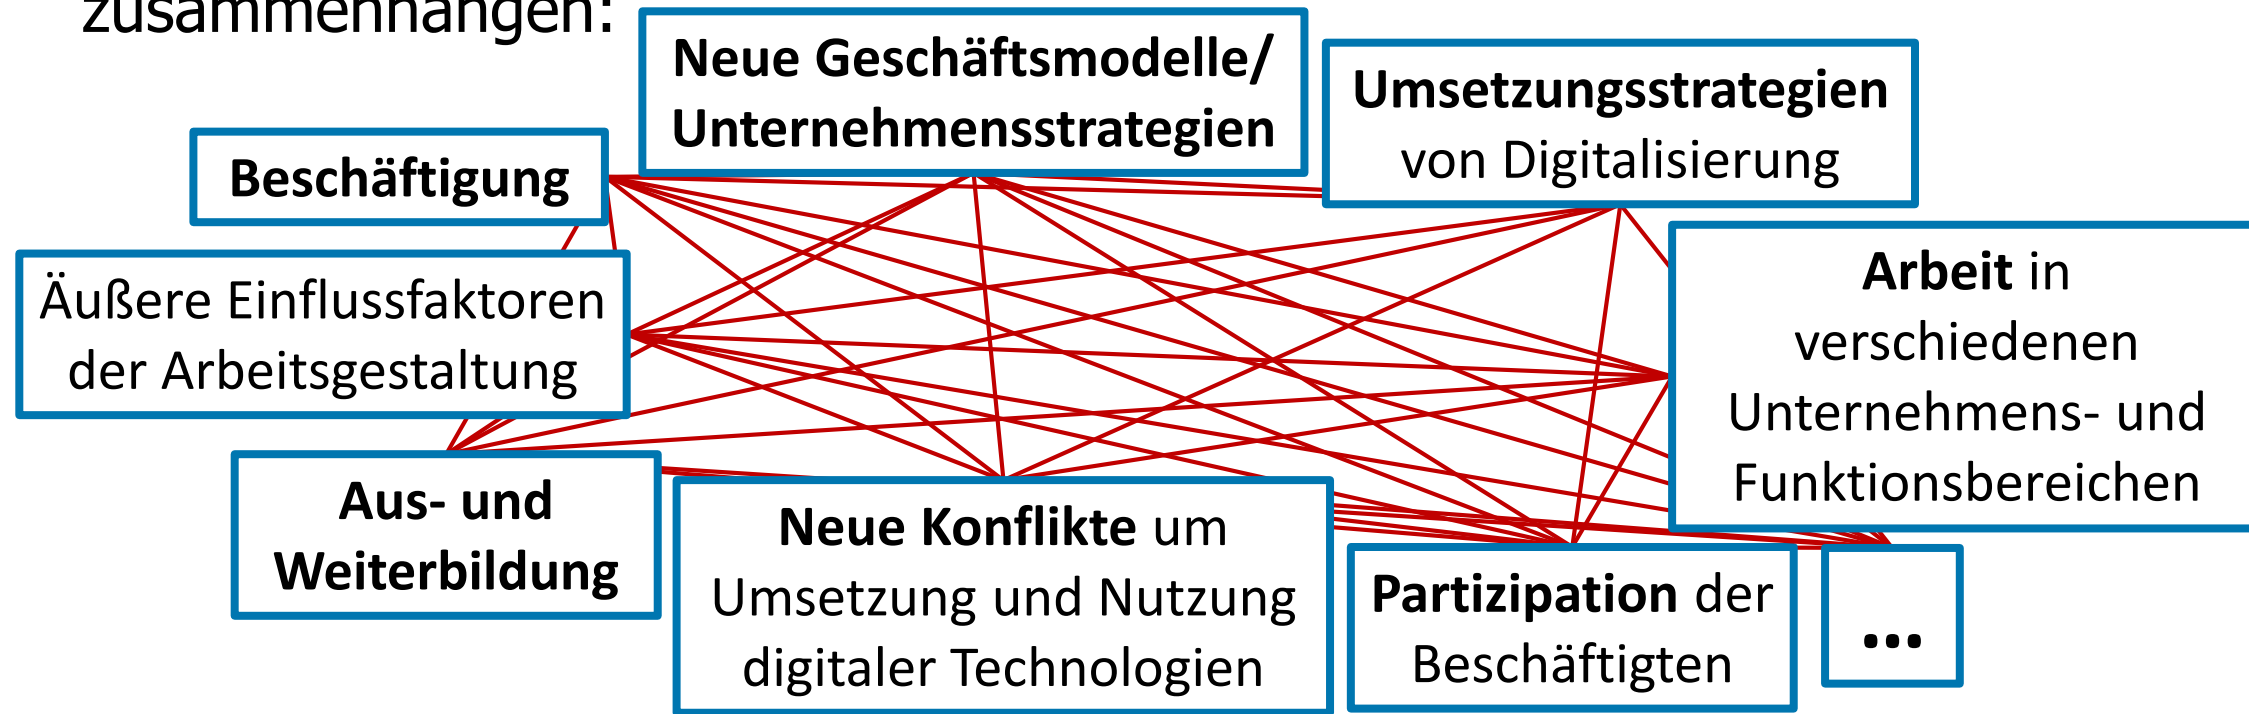 zusammenhängen:
Neue Geschäftsmodelle/
Unternehmensstrategien
Umsetzungsstrategien
von Digitalisierung
Beschäftigung
Äußere Einflussfaktoren
der Arbeitsgestaltung
Arbeit in
verschiedenen
Unternehmens- und
Funktionsbereichen
Aus- und
Weiterbildung
Neue Konflikte um
Umsetzung und Nutzung
digitaler Technologien
Partizipation der
Beschäftigten
...